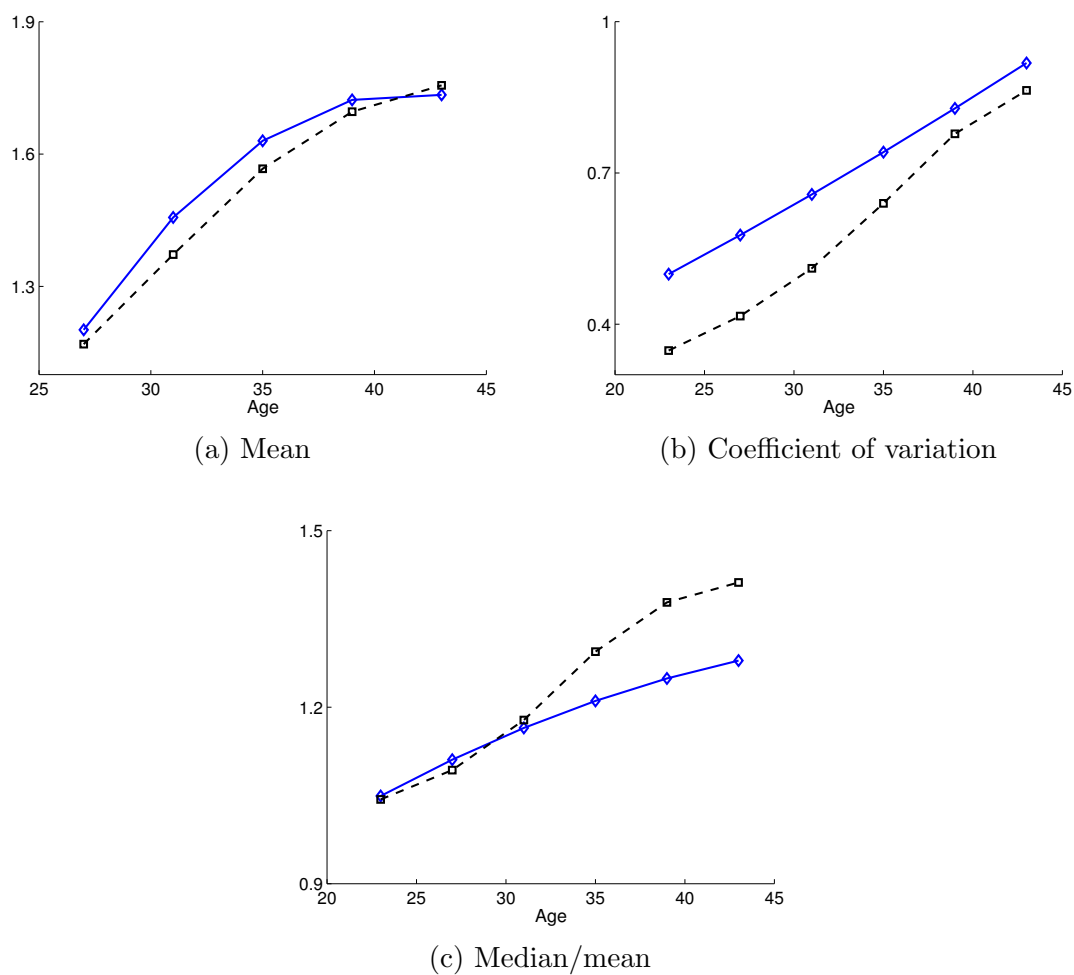 1.9
1.6
1.3
25 30 35 40 45
Age
(a) Mean
1
0.7
0.4
20 25 30 35 40 45
Age
(b) Coefficient of variation
1.5
1.2
0.9
20 25 30 35 40 45
Age
(c) Median/mean